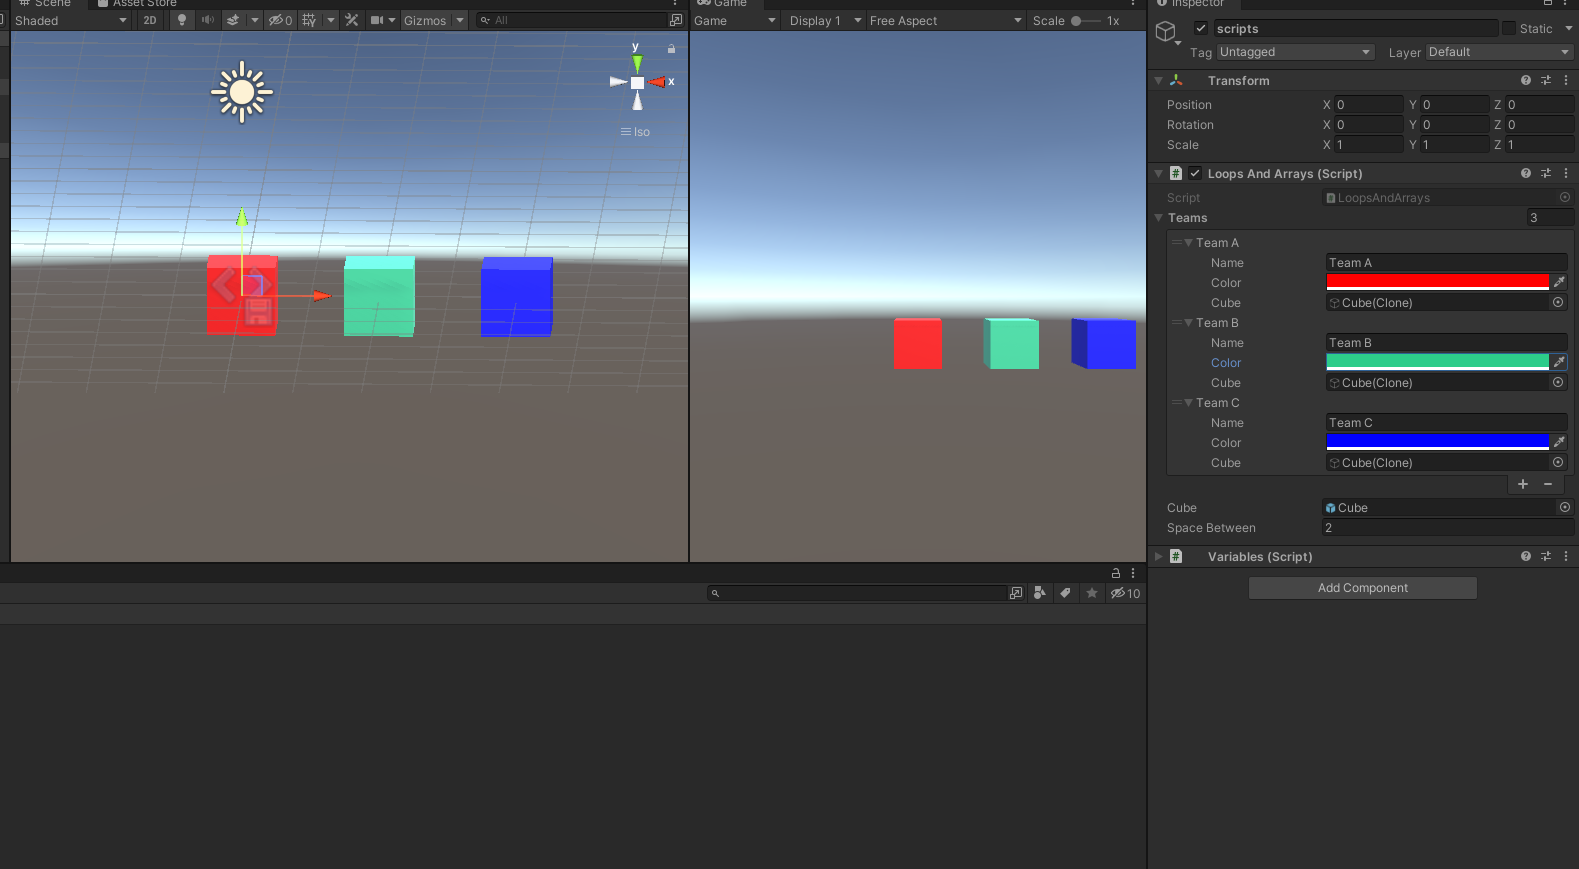 Scene Asset Store
Shaded 2D 0 Gizmos All
y
x
Iso
Game
Game Display 1 Free Aspect Scale 1x
10
Inspector
scripts Static
Tag Untagged Layer Default
Transform
Position X 0 Y 0 Z 0
Rotation X 0 Y 0 Z 0
Scale X 1 Y 1 Z 1
# Loops And Arrays (Script)
Script LoopsAndArrays
Teams 3
Team A
Name Team A
Color
Cube Cube(Clone)
Team B
Name Team B
Color
Cube Cube(Clone)
Team C
Name Team C
Color
Cube Cube(Clone)
+ −
Cube Cube
Space Between 2
# Variables (Script)
Add Component